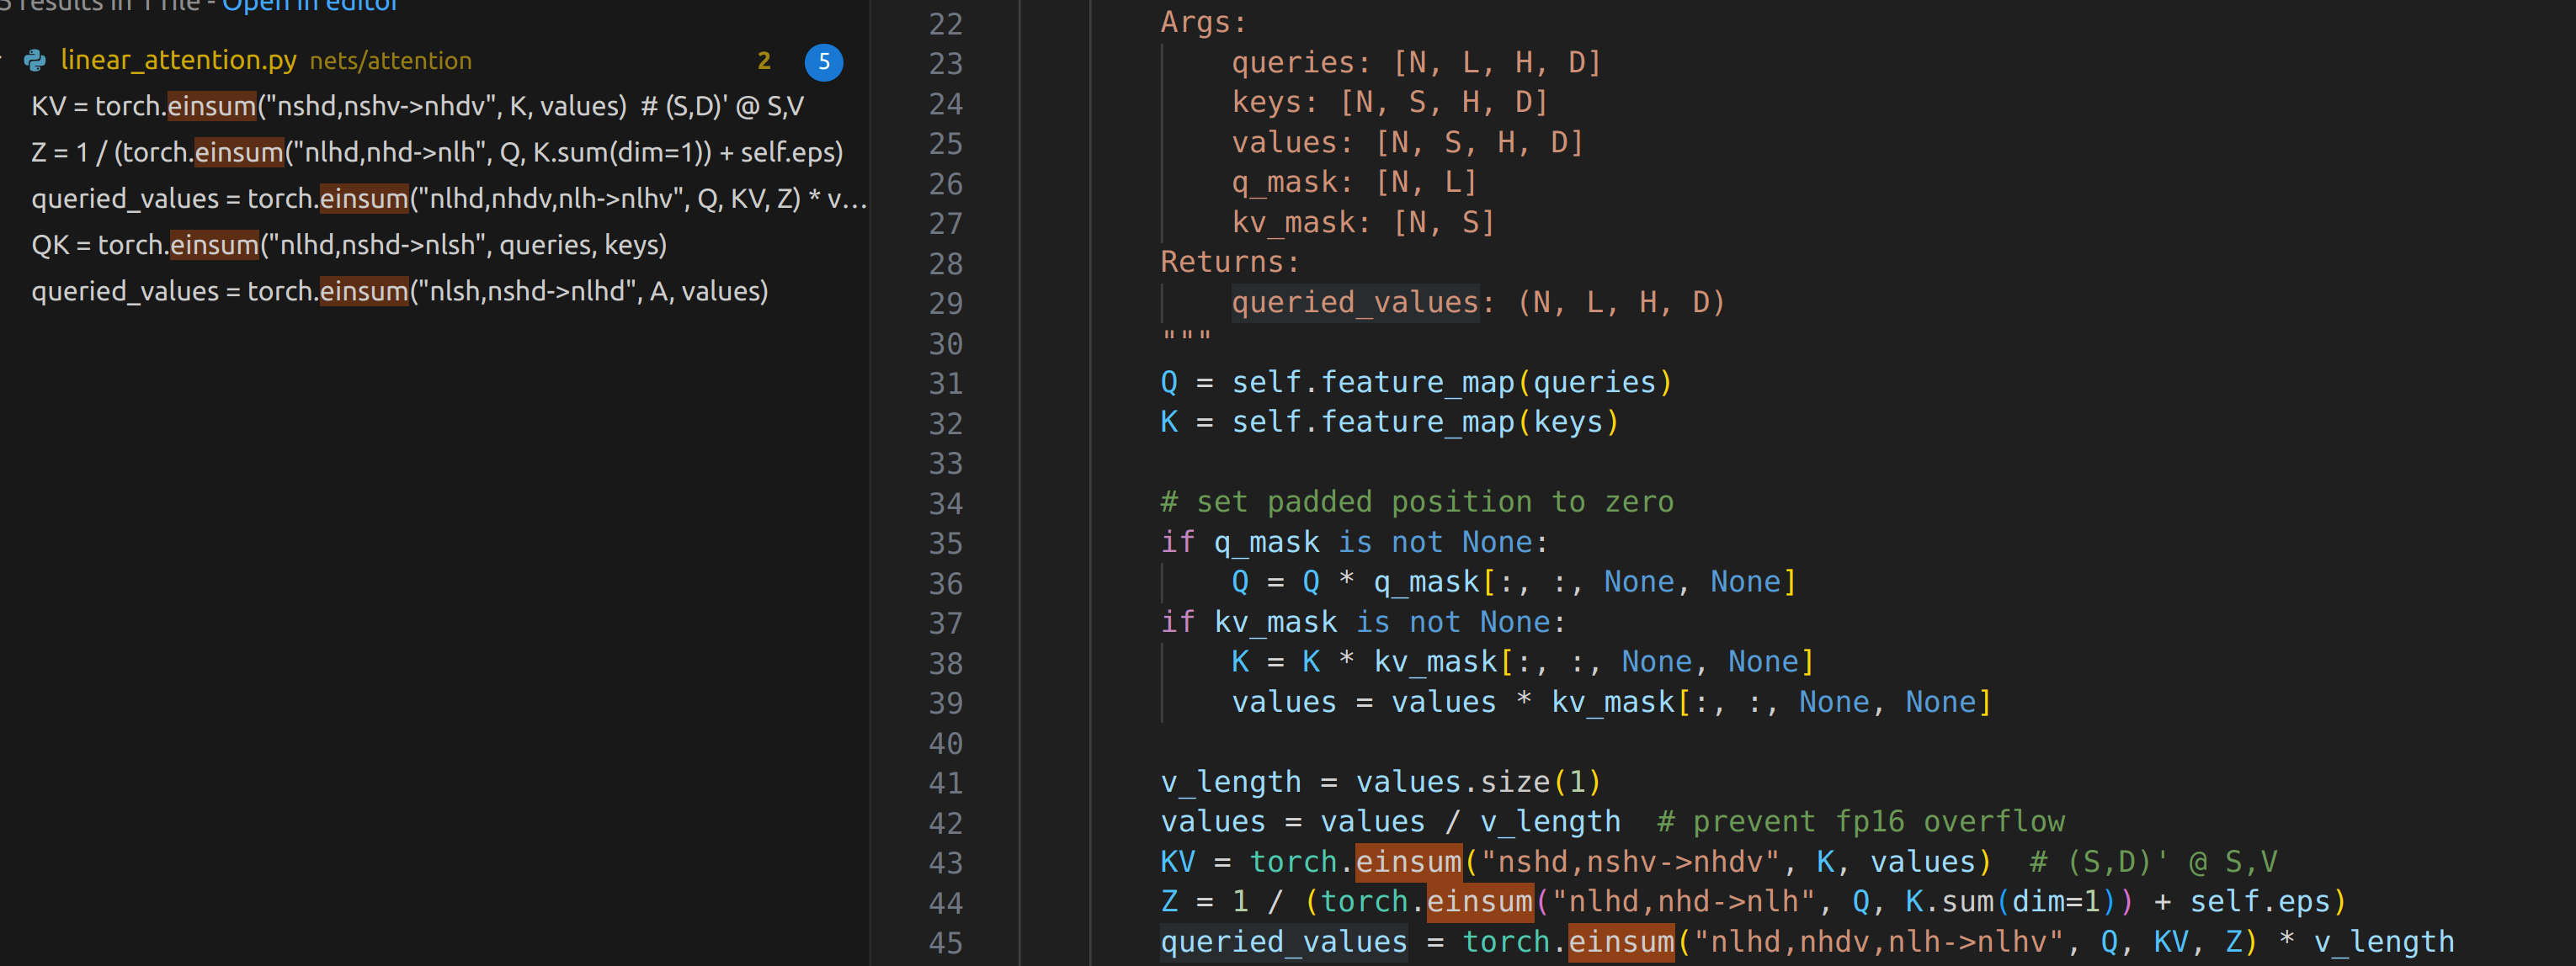 5 results in 1 file - Open in editor
linear_attention.py nets/attention 2 5
KV = torch.einsum("nshd,nshv->nhdv", K, values)  # (S,D)' @ S,V
Z = 1 / (torch.einsum("nlhd,nhd->nlh", Q, K.sum(dim=1)) + self.eps)
queried_values = torch.einsum("nlhd,nhdv,nlh->nlhv", Q, KV, Z) * v...
QK = torch.einsum("nlhd,nshd->nlsh", queries, keys)
queried_values = torch.einsum("nlsh,nshd->nlhd", A, values)
22 Args:
23 queries: [N, L, H, D]
24 keys: [N, S, H, D]
25 values: [N, S, H, D]
26 q_mask: [N, L]
27 kv_mask: [N, S]
28 Returns:
29 queried_values: (N, L, H, D)
30 """
31 Q = self.feature_map(queries)
32 K = self.feature_map(keys)
33
34 # set padded position to zero
35 if q_mask is not None:
36 Q = Q * q_mask[:, :, None, None]
37 if kv_mask is not None:
38 K = K * kv_mask[:, :, None, None]
39 values = values * kv_mask[:, :, None, None]
40
41 v_length = values.size(1)
42 values = values / v_length  # prevent fp16 overflow
43 KV = torch.einsum("nshd,nshv->nhdv", K, values)  # (S,D)' @ S,V
44 Z = 1 / (torch.einsum("nlhd,nhd->nlh", Q, K.sum(dim=1)) + self.eps)
45 queried_values = torch.einsum("nlhd,nhdv,nlh->nlhv", Q, KV, Z) * v_length